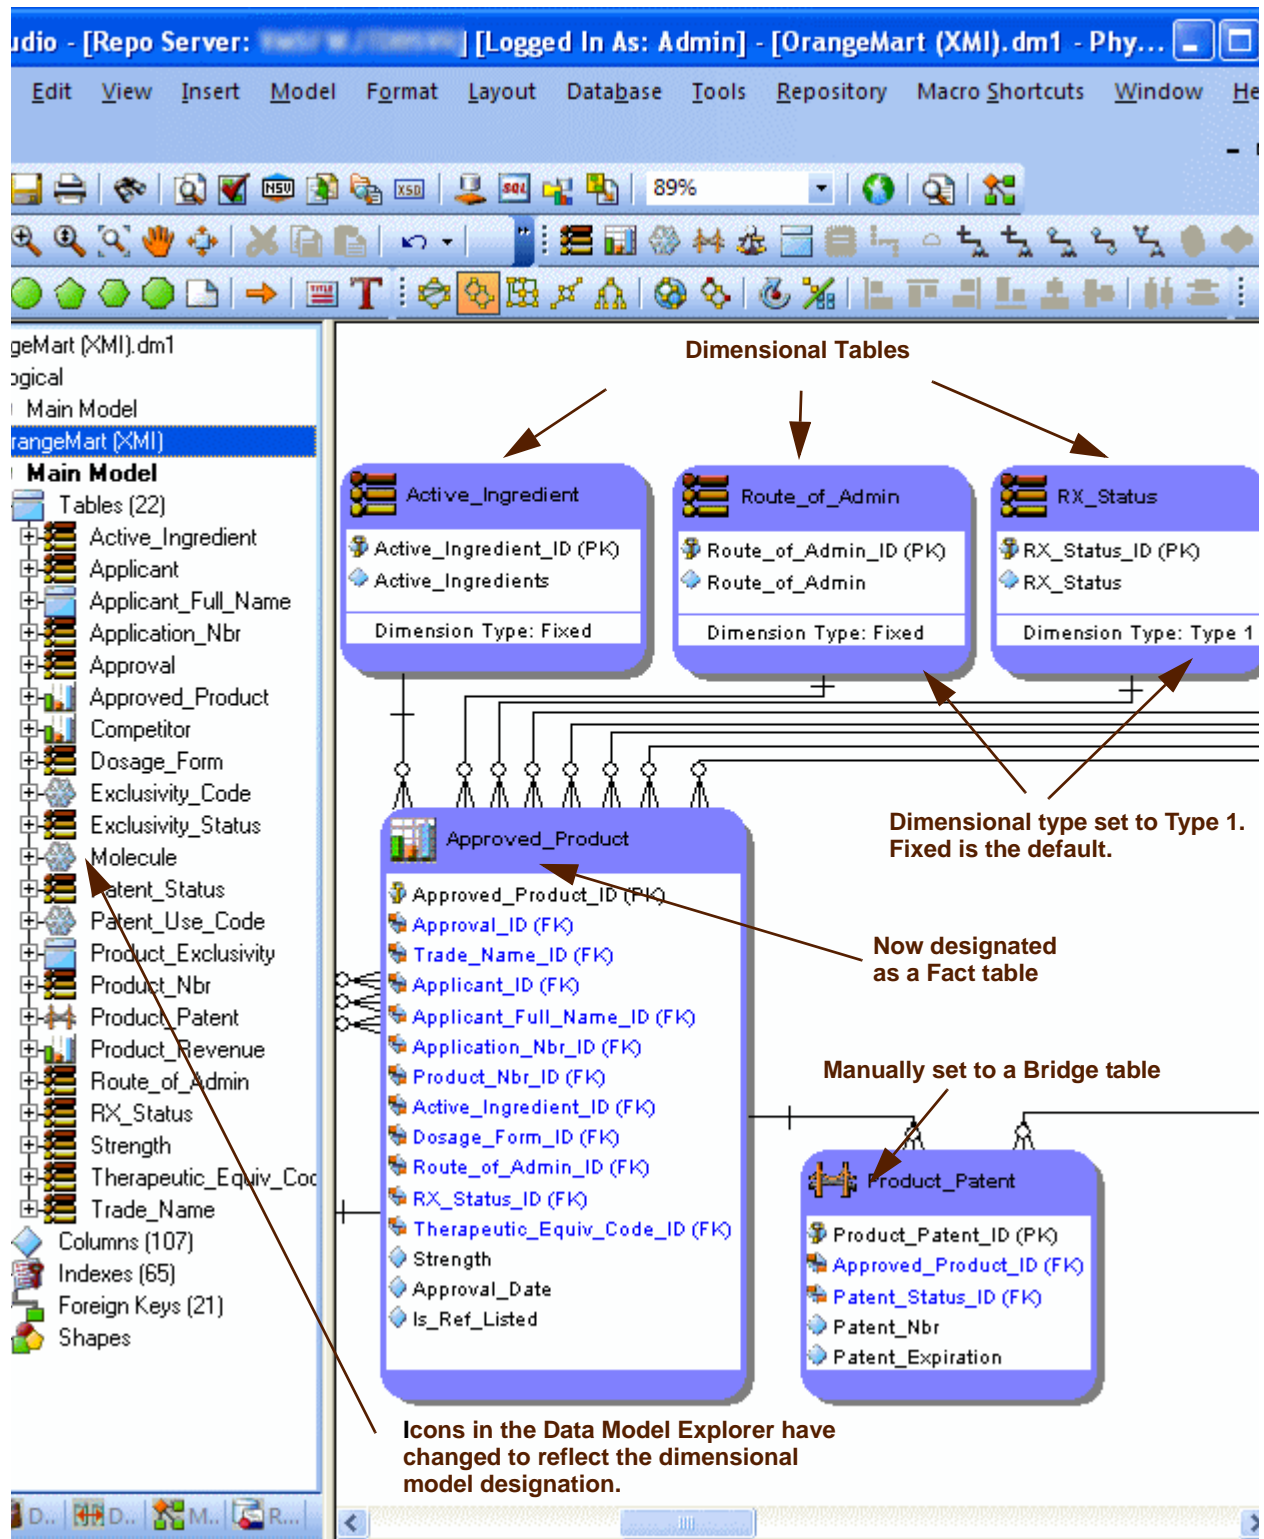 udio - [Repo Server: ] [Logged In As: Admin] - [OrangeMart (XMI).dm1 - Phy...
Edit View Insert Model Format Layout Database Tools Repository Macro Shortcuts Window He
NSU XSD SQL 89%
TITLE T
geMart (XMI).dm1
ogical
Main Model
rangeMart (XMI)
Main Model
Tables (22)
Active_Ingredient
Applicant
Applicant_Full_Name
Application_Nbr
Approval
Approved_Product
Competitor
Dosage_Form
Exclusivity_Code
Exclusivity_Status
Molecule
Patent_Status
Patent_Use_Code
Product_Exclusivity
Product_Nbr
Product_Patent
Product_Revenue
Route_of_Admin
RX_Status
Strength
Therapeutic_Equiv_Coc
Trade_Name
Columns (107)
Indexes (65)
Foreign Keys (21)
Shapes
D.. D.. M.. R...
Dimensional Tables
Active_Ingredient
Active_Ingredient_ID (PK)
Active_Ingredients
Dimension Type: Fixed
Route_of_Admin
Route_of_Admin_ID (PK)
Route_of_Admin
Dimension Type: Fixed
RX_Status
RX_Status_ID (PK)
RX_Status
Dimension Type: Type 1
Dimensional type set to Type 1.
Fixed is the default.
Approved_Product
Approved_Product_ID (PK)
Approval_ID (FK)
Trade_Name_ID (FK)
Applicant_ID (FK)
Applicant_Full_Name_ID (FK)
Application_Nbr_ID (FK)
Product_Nbr_ID (FK)
Active_Ingredient_ID (FK)
Dosage_Form_ID (FK)
Route_of_Admin_ID (FK)
RX_Status_ID (FK)
Therapeutic_Equiv_Code_ID (FK)
Strength
Approval_Date
Is_Ref_Listed
Now designated
as a Fact table
Manually set to a Bridge table
Product_Patent
Product_Patent_ID (PK)
Approved_Product_ID (FK)
Patent_Status_ID (FK)
Patent_Nbr
Patent_Expiration
Icons in the Data Model Explorer have
changed to reflect the dimensional
model designation.